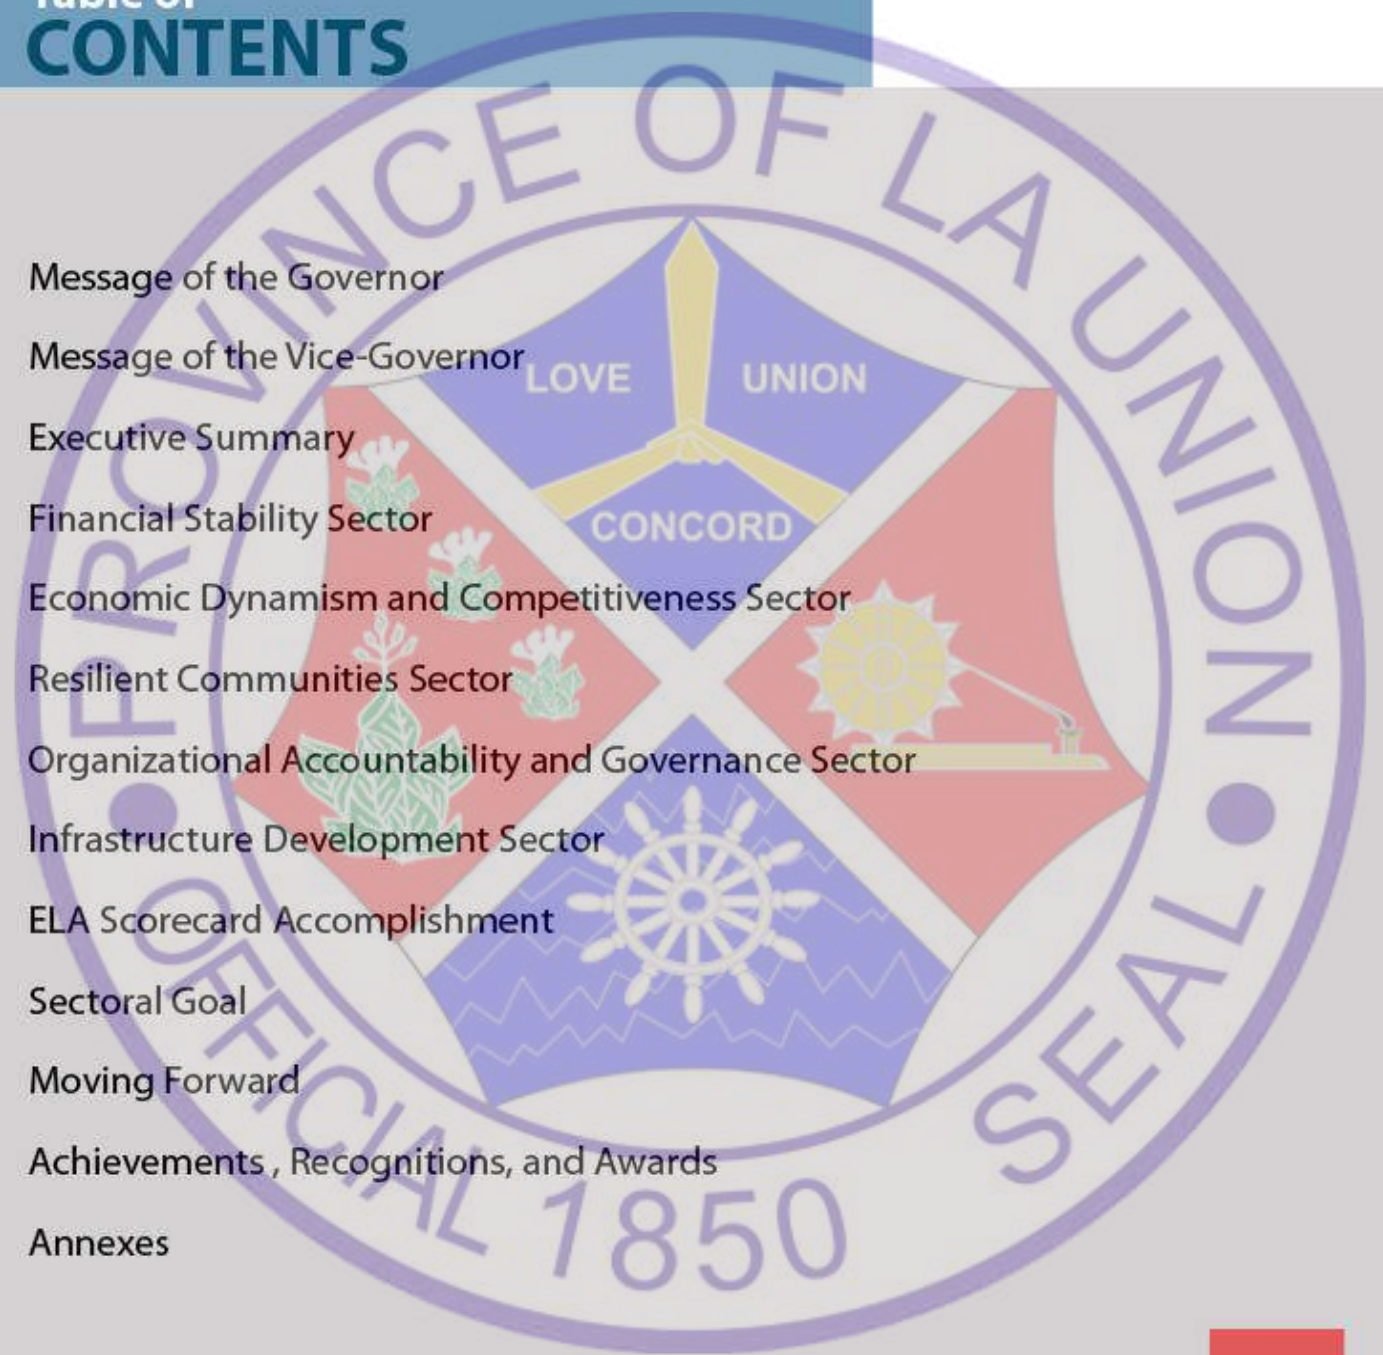 Table of
CONTENTS
PROVINCE OF LA UNION
Message of the Governor
Message of the Vice-Governor
LOVE UNION
Executive Summary
Financial Stability Sector
CONCORD
Economic Dynamism and Competitiveness Sector
Resilient Communities Sector
Organizational Accountability and Governance Sector
Infrastructure Development Sector
ELA Scorecard Accomplishment
Sectoral Goal
Moving Forward
Achievements , Recognitions, and Awards
Annexes
OFFICIAL 1850 SEAL